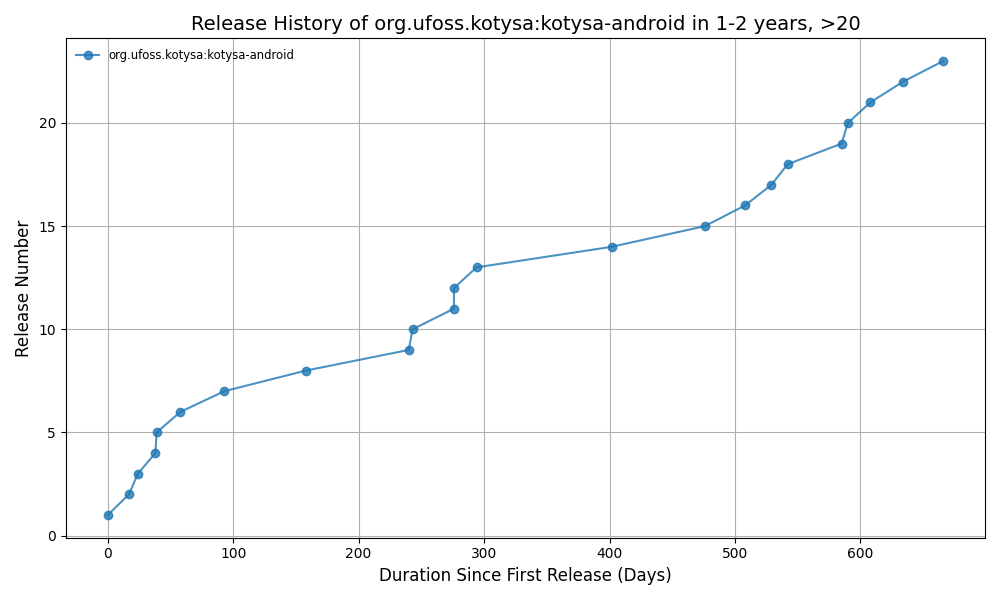 Release History of org.ufoss.kotysa:kotysa-android in 1-2 years, >20
org.ufoss.kotysa:kotysa-android
Release Number
20
15
10
5
0
0 100 200 300 400 500 600
Duration Since First Release (Days)